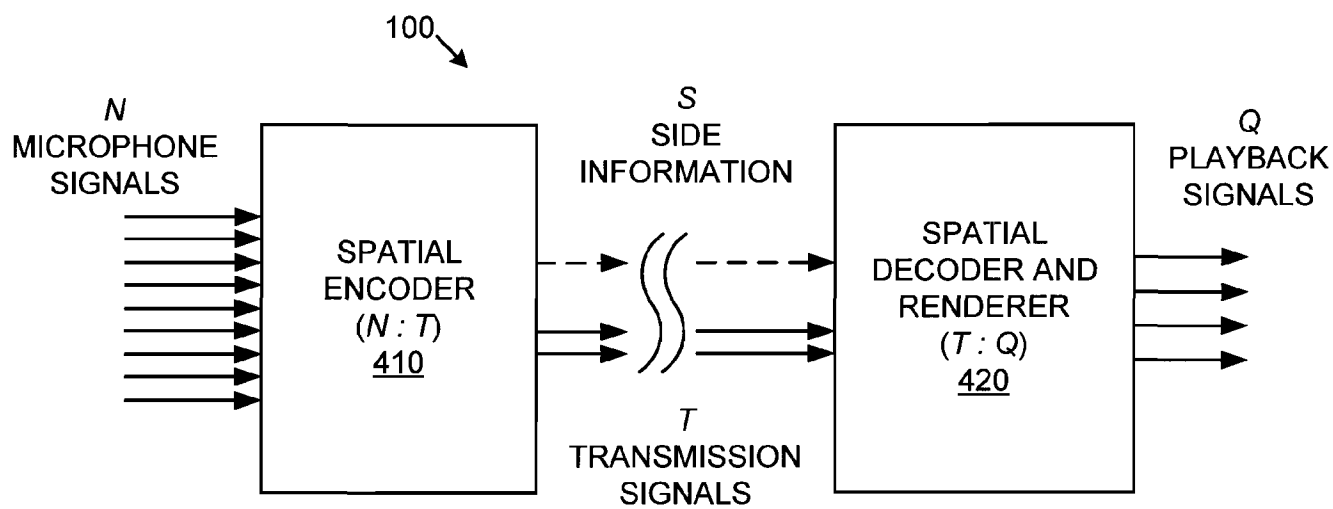 100
N
MICROPHONE
SIGNALS
SPATIAL
ENCODER
(N : T)
410
S
SIDE
INFORMATION
T
TRANSMISSION
SIGNALS
SPATIAL
DECODER AND
RENDERER
(T : Q)
420
Q
PLAYBACK
SIGNALS